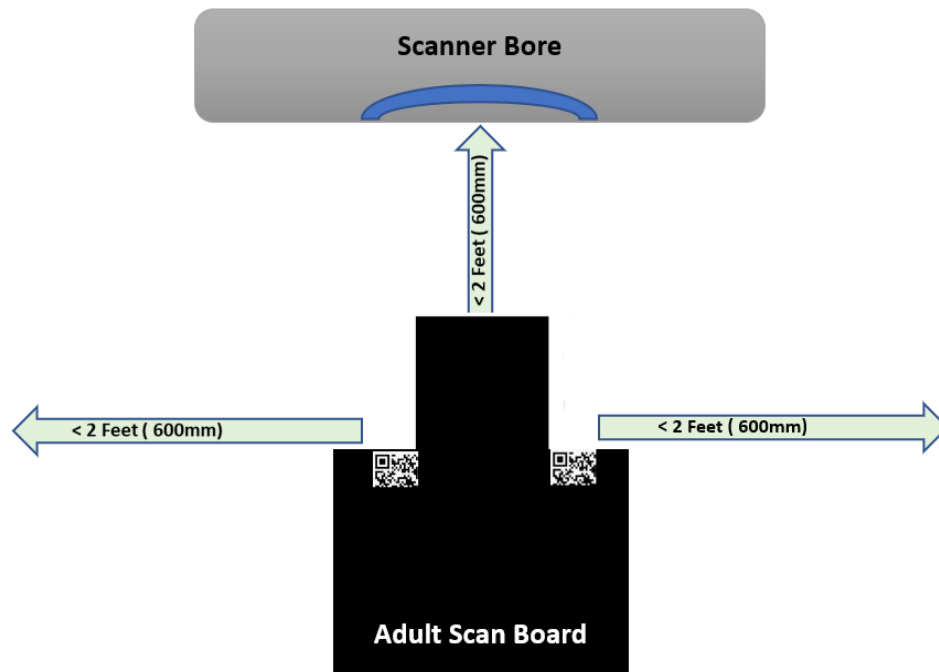 Scanner Bore
< 2 Feet ( 600mm)
< 2 Feet ( 600mm)
< 2 Feet ( 600mm)
Adult Scan Board